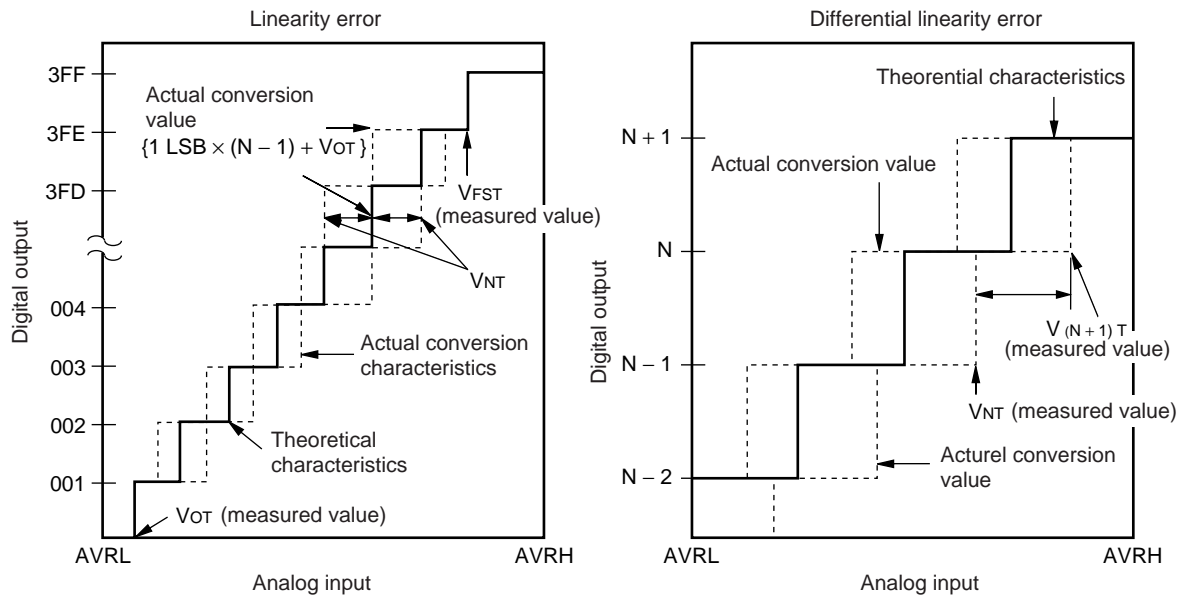 Linearity error
3FF
3FE
3FD
004
003
002
001
Digital output
Actual conversion
value
{1 LSB × (N – 1) + VOT }
VFST
(measured value)
VNT
Actual conversion
characteristics
Theoretical
characteristics
VOT (measured value)
AVRL
AVRH
Analog input
Differential linearity error
N + 1
N
N – 1
N – 2
Digital output
Theorential characteristics
Actual conversion value
V (N + 1) T
(measured value)
VNT (measured value)
Acturel conversion
value
AVRL
AVRH
Analog input